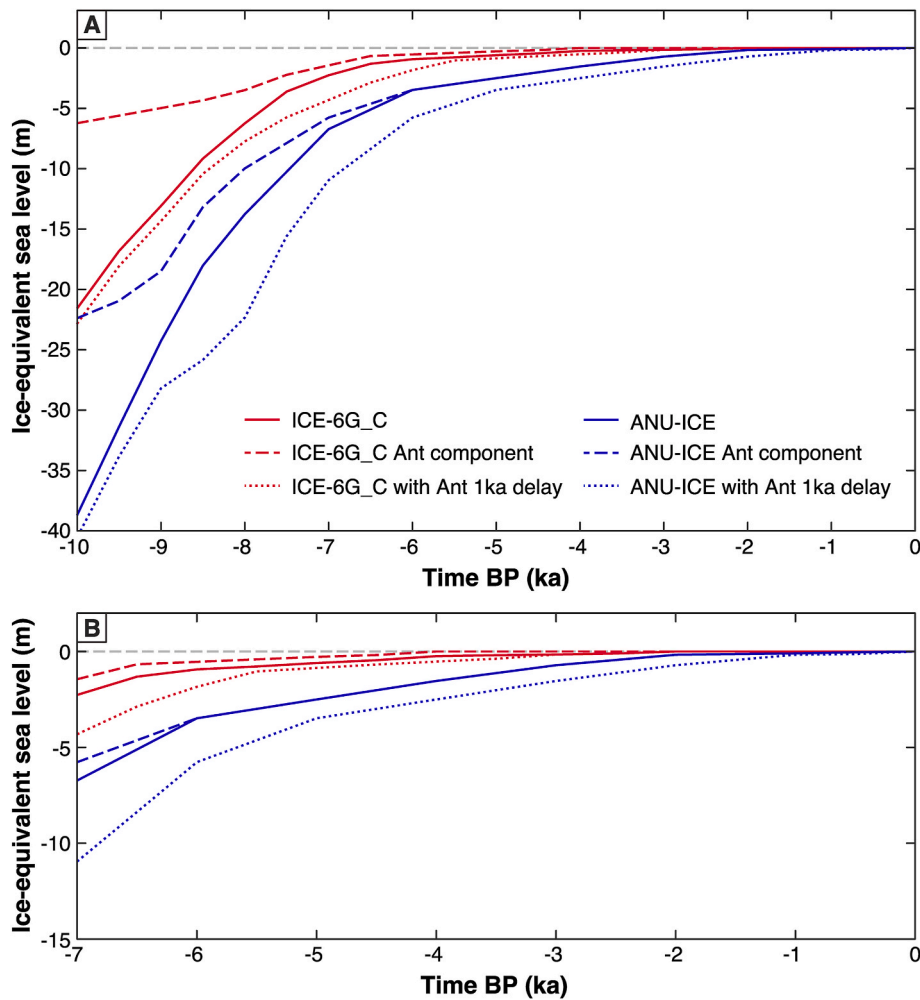 A
Ice-equivalent sea level (m)
0
-5
-10
-15
-20
-25
-30
-35
-40
ICE-6G_C
ICE-6G_C Ant component
ICE-6G_C with Ant 1ka delay
ANU-ICE
ANU-ICE Ant component
ANU-ICE with Ant 1ka delay
-10 -9 -8 -7 -6 -5 -4 -3 -2 -1 0
Time BP (ka)
B
Ice-equivalent sea level (m)
0
-5
-10
-15
-7 -6 -5 -4 -3 -2 -1 0
Time BP (ka)